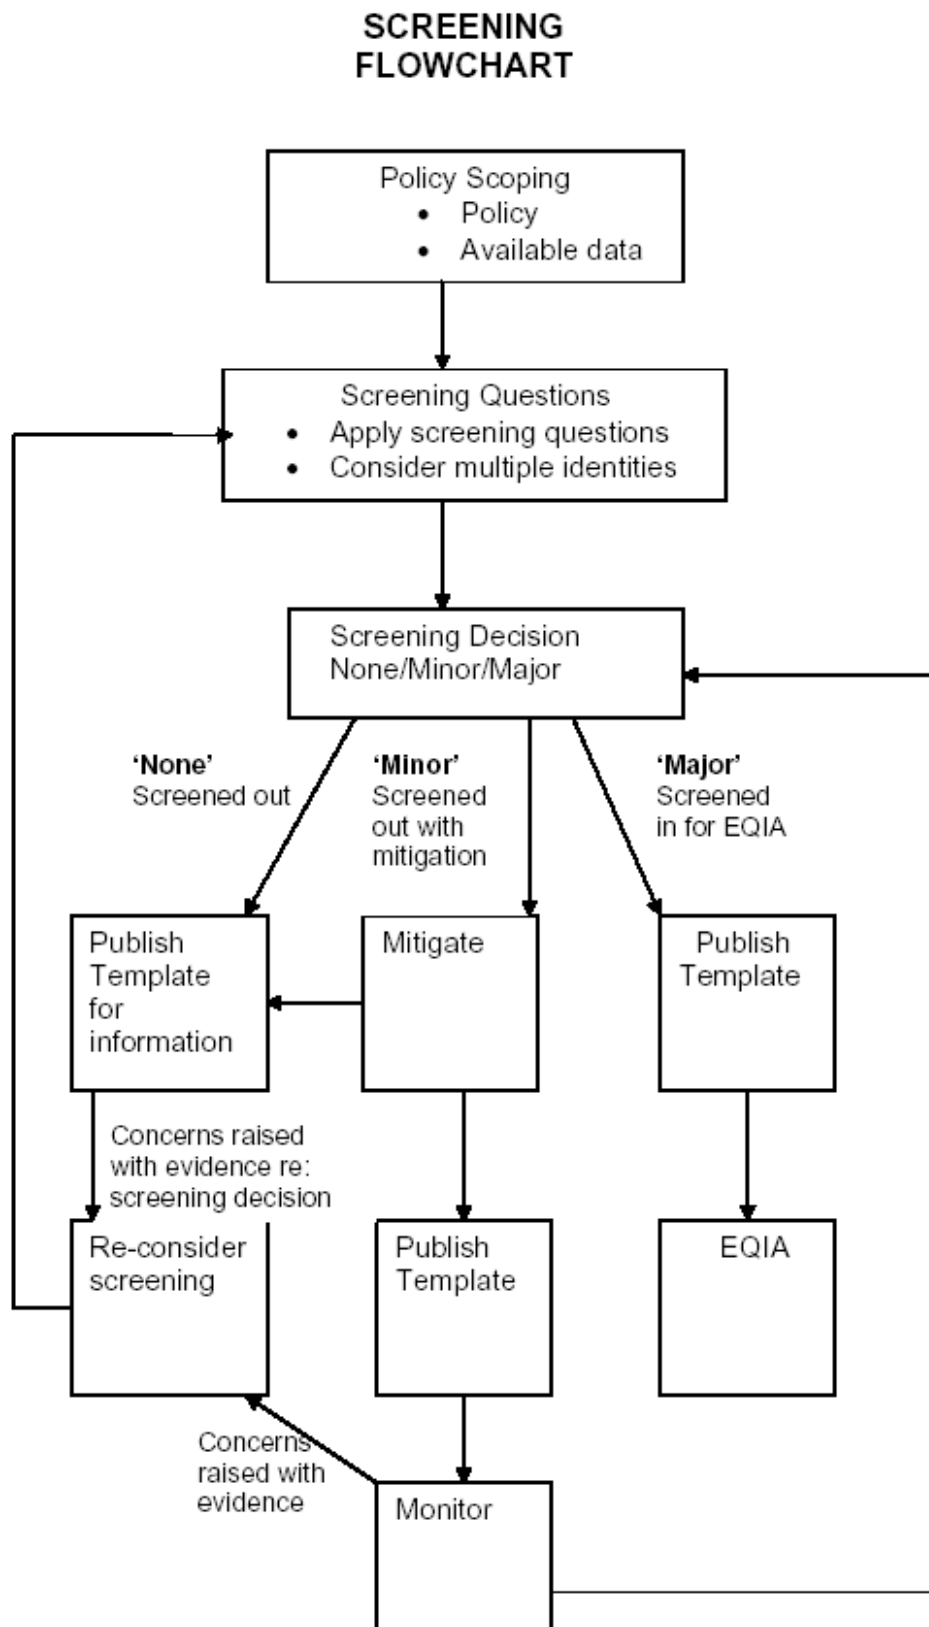 SCREENING
FLOWCHART
Policy Scoping
• Policy
• Available data
Screening Questions
• Apply screening questions
• Consider multiple identities
Screening Decision
None/Minor/Major
‘None’
Screened out
‘Minor’
Screened
out with
mitigation
‘Major’
Screened
in for EQIA
Publish
Template
for
information
Mitigate
Publish
Template
Concerns raised
with evidence re:
screening decision
Re-consider
screening
Publish
Template
EQIA
Concerns
raised with
evidence
Monitor